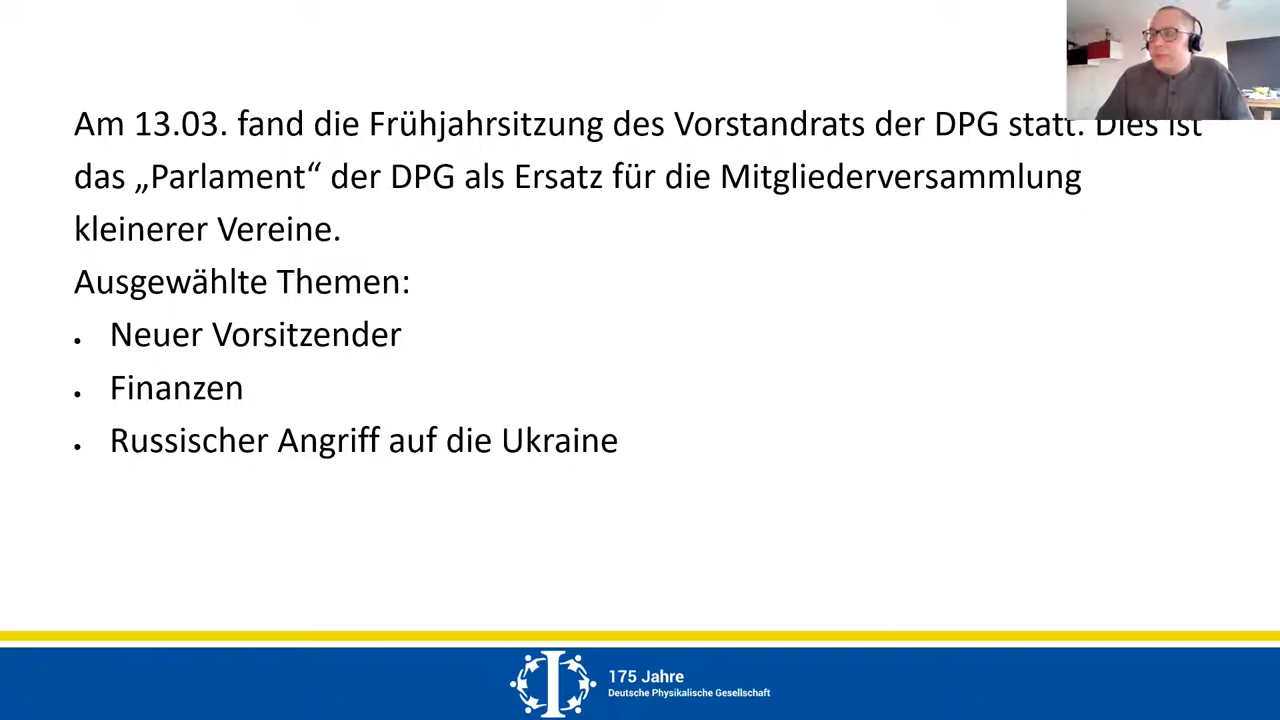 Am 13.03. fand die Frühjahrsitzung des Vorstandrats der DPG statt. Dies ist
das „Parlament“ der DPG als Ersatz für die Mitgliederversammlung
kleinerer Vereine.
Ausgewählte Themen:
• Neuer Vorsitzender
• Finanzen
• Russischer Angriff auf die Ukraine
175 Jahre
Deutsche Physikalische Gesellschaft